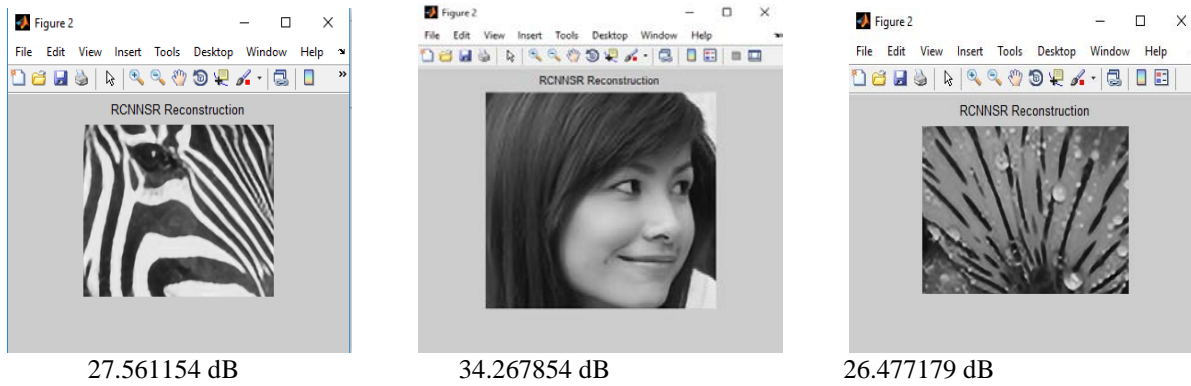 Figure 2
File Edit View Insert Tools Desktop Window Help
RCNNSR Reconstruction
27.561154 dB
Figure 2
File Edit View Insert Tools Desktop Window Help
RCNNSR Reconstruction
34.267854 dB
Figure 2
File Edit View Insert Tools Desktop Window Help
RCNNSR Reconstruction
26.477179 dB